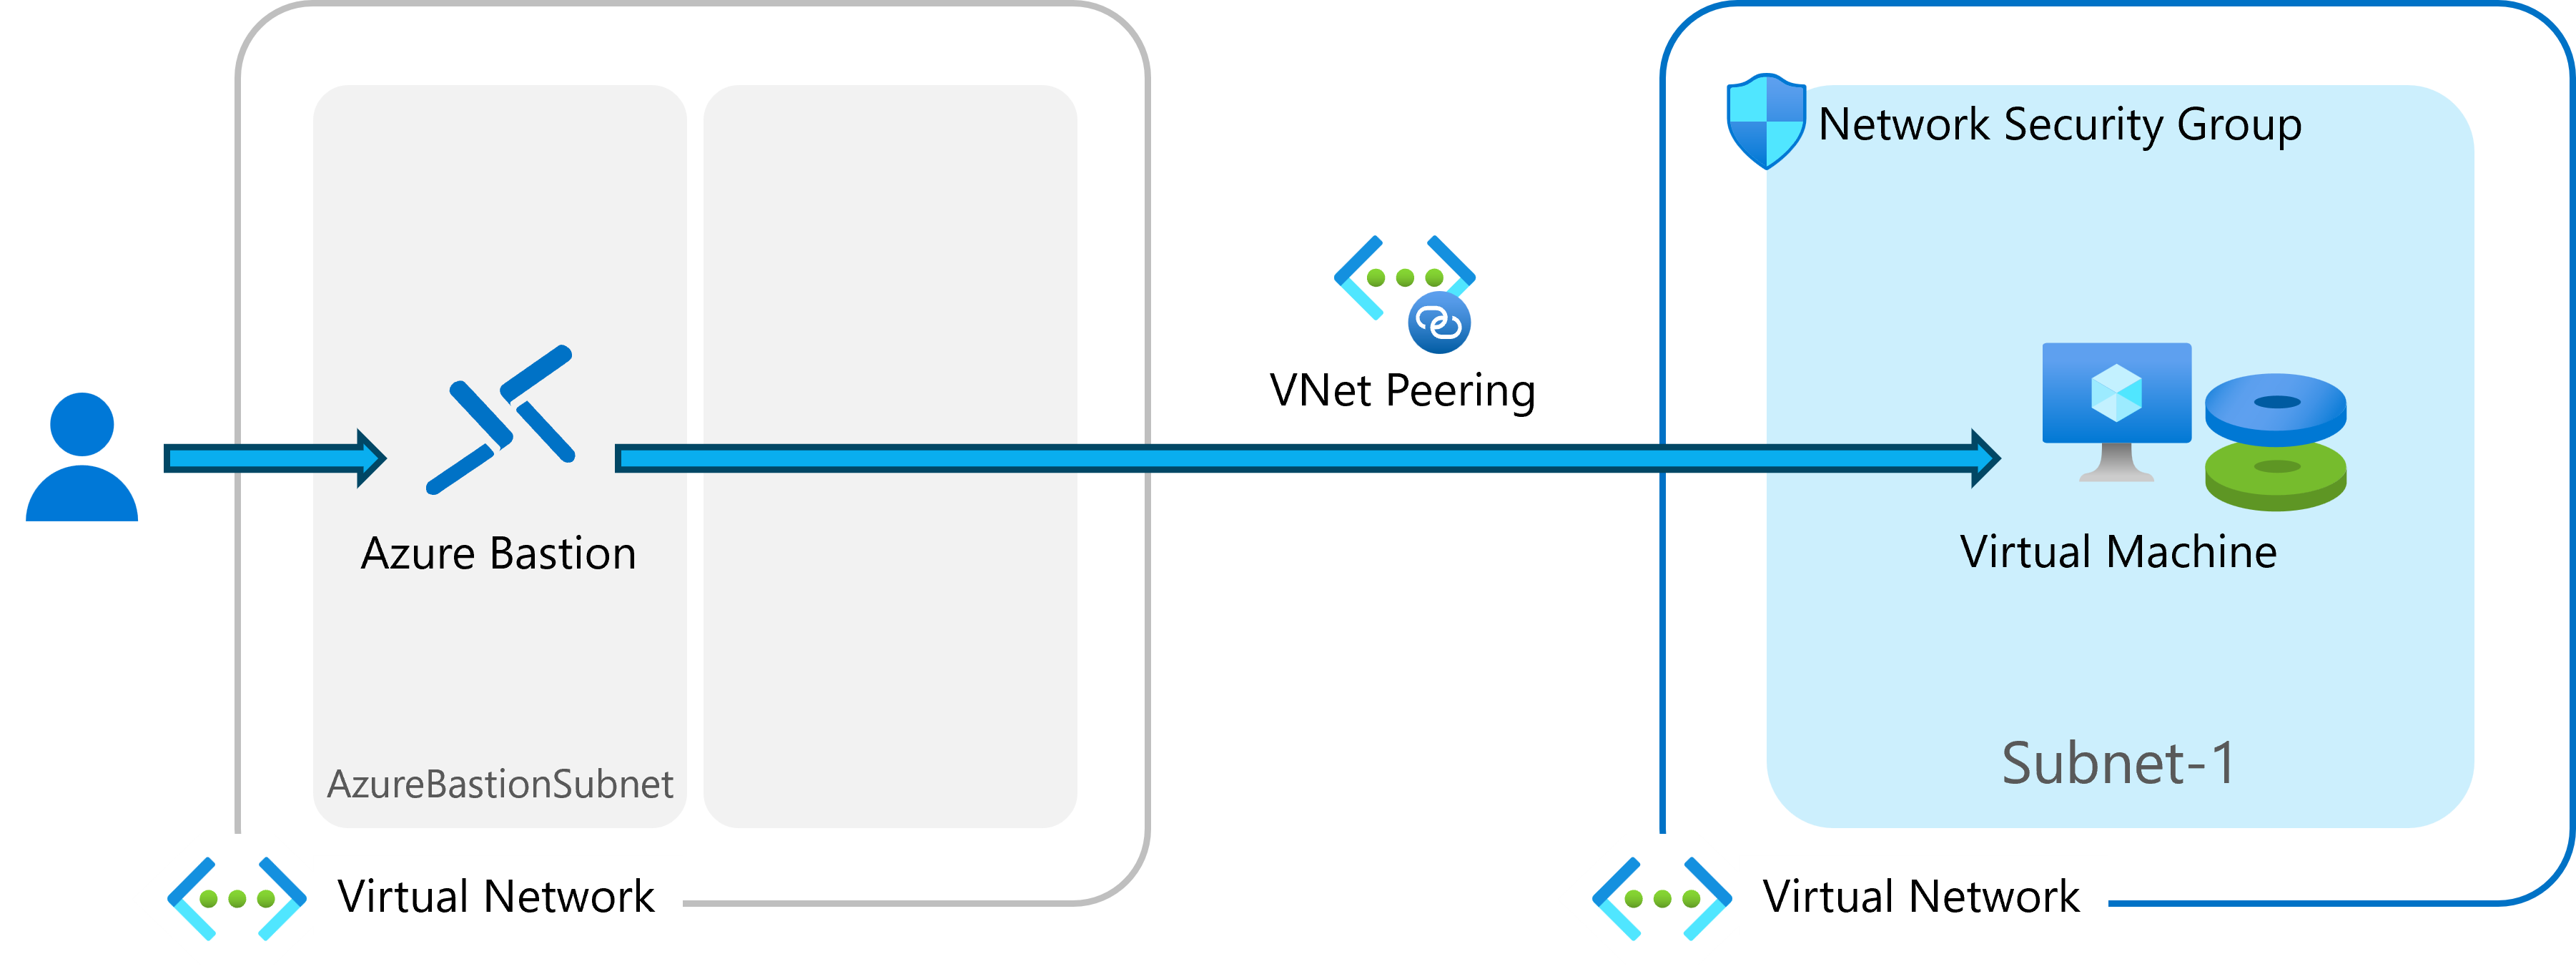 Network Security Group
VNet Peering
Azure Bastion
Virtual Machine
AzureBastionSubnet
Subnet-1
Virtual Network
Virtual Network